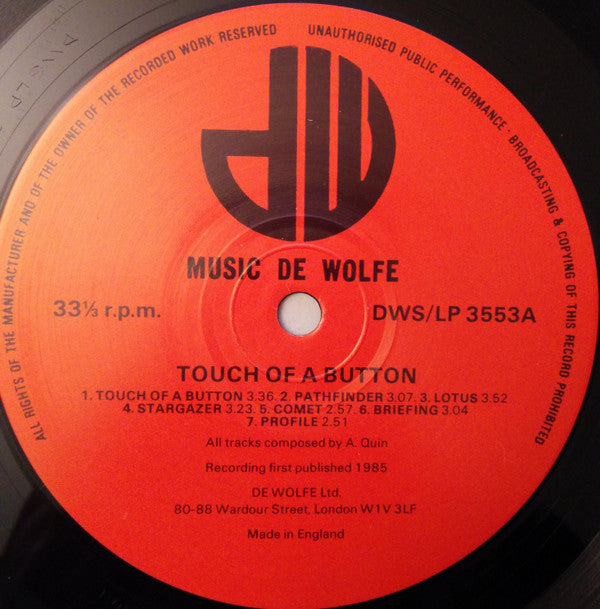 ALL RIGHTS OF THE MANUFACTURER AND OF THE OWNER OF THE RECORDED WORK RESERVED
UNAUTHORISED PUBLIC PERFORMANCE · BROADCASTING & COPYING OF THIS RECORD PROHIBITED
dW
MUSIC DE WOLFE
33⅓ r.p.m.
DWS/LP 3553A
TOUCH OF A BUTTON
1. TOUCH OF A BUTTON 3.36. 2. PATHFINDER 3.07. 3. LOTUS 3.52
4. STARGAZER 3.23. 5. COMET 2.57. 6. BRIEFING 3.04
7. PROFILE 2.51
All tracks composed by A. Quin
Recording first published 1985
DE WOLFE Ltd.
80-88 Wardour Street, London W1V 3LF
Made in England